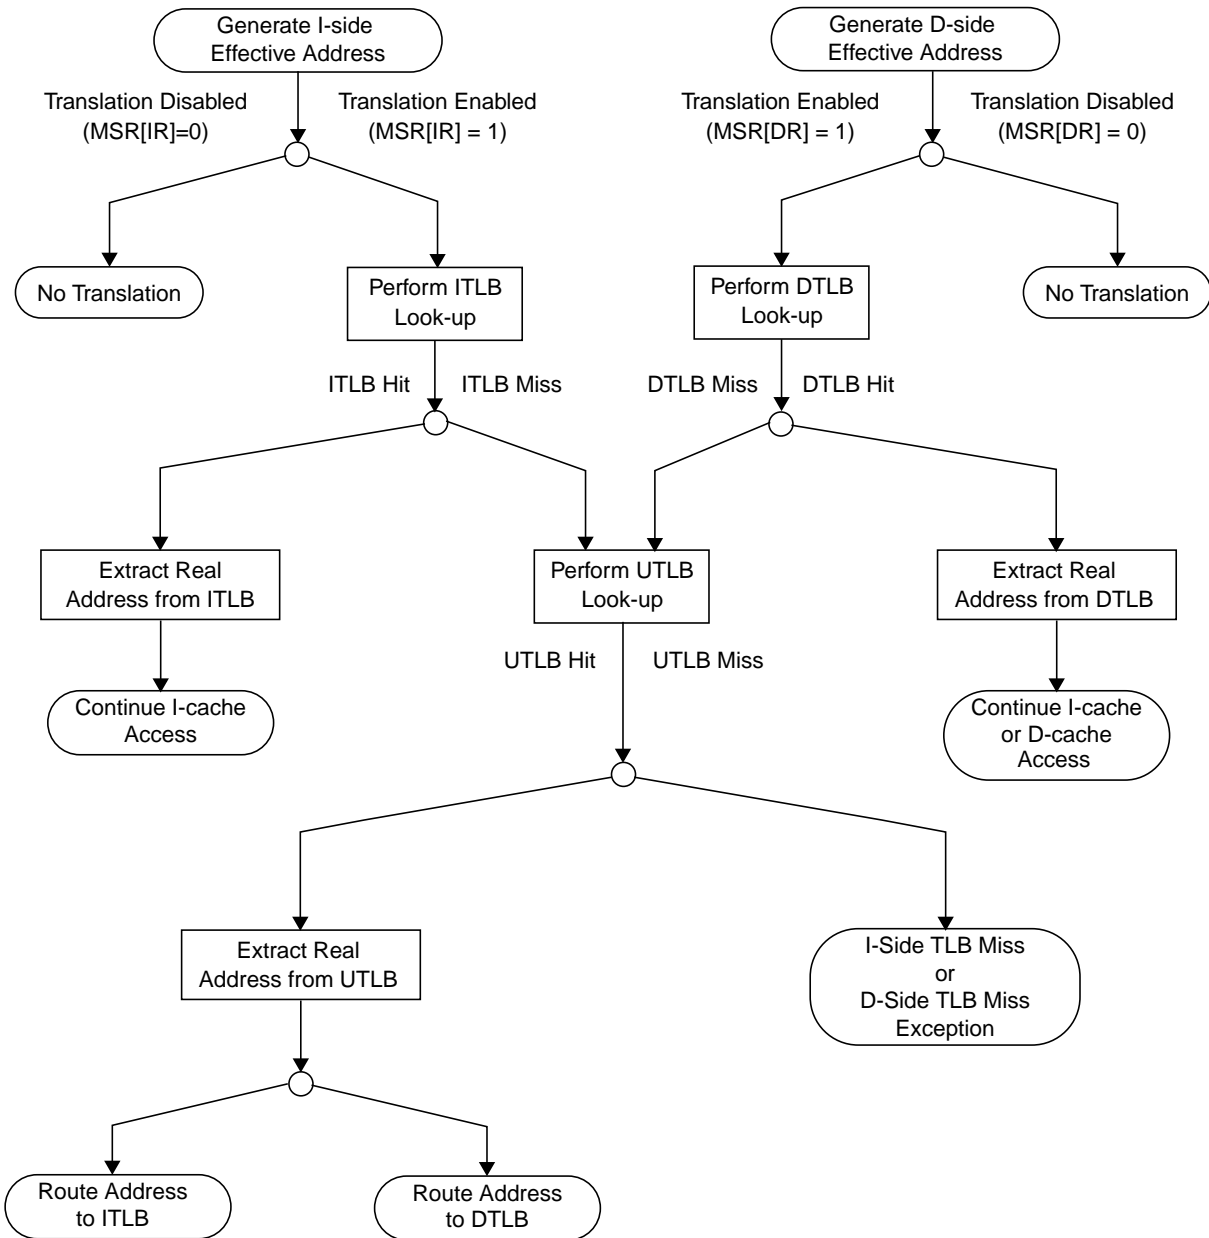 Generate I-side
Effective Address
Generate D-side
Effective Address
Translation Disabled
(MSR[IR]=0)
Translation Enabled
(MSR[IR] = 1)
Translation Enabled
(MSR[DR] = 1)
Translation Disabled
(MSR[DR] = 0)
No Translation
Perform ITLB
Look-up
Perform DTLB
Look-up
No Translation
ITLB Hit
ITLB Miss
DTLB Miss
DTLB Hit
Extract Real
Address from ITLB
Perform UTLB
Look-up
Extract Real
Address from DTLB
UTLB Hit
UTLB Miss
Continue I-cache
Access
Continue I-cache
or D-cache
Access
Extract Real
Address from UTLB
I-Side TLB Miss
or
D-Side TLB Miss
Exception
Route Address
to ITLB
Route Address
to DTLB